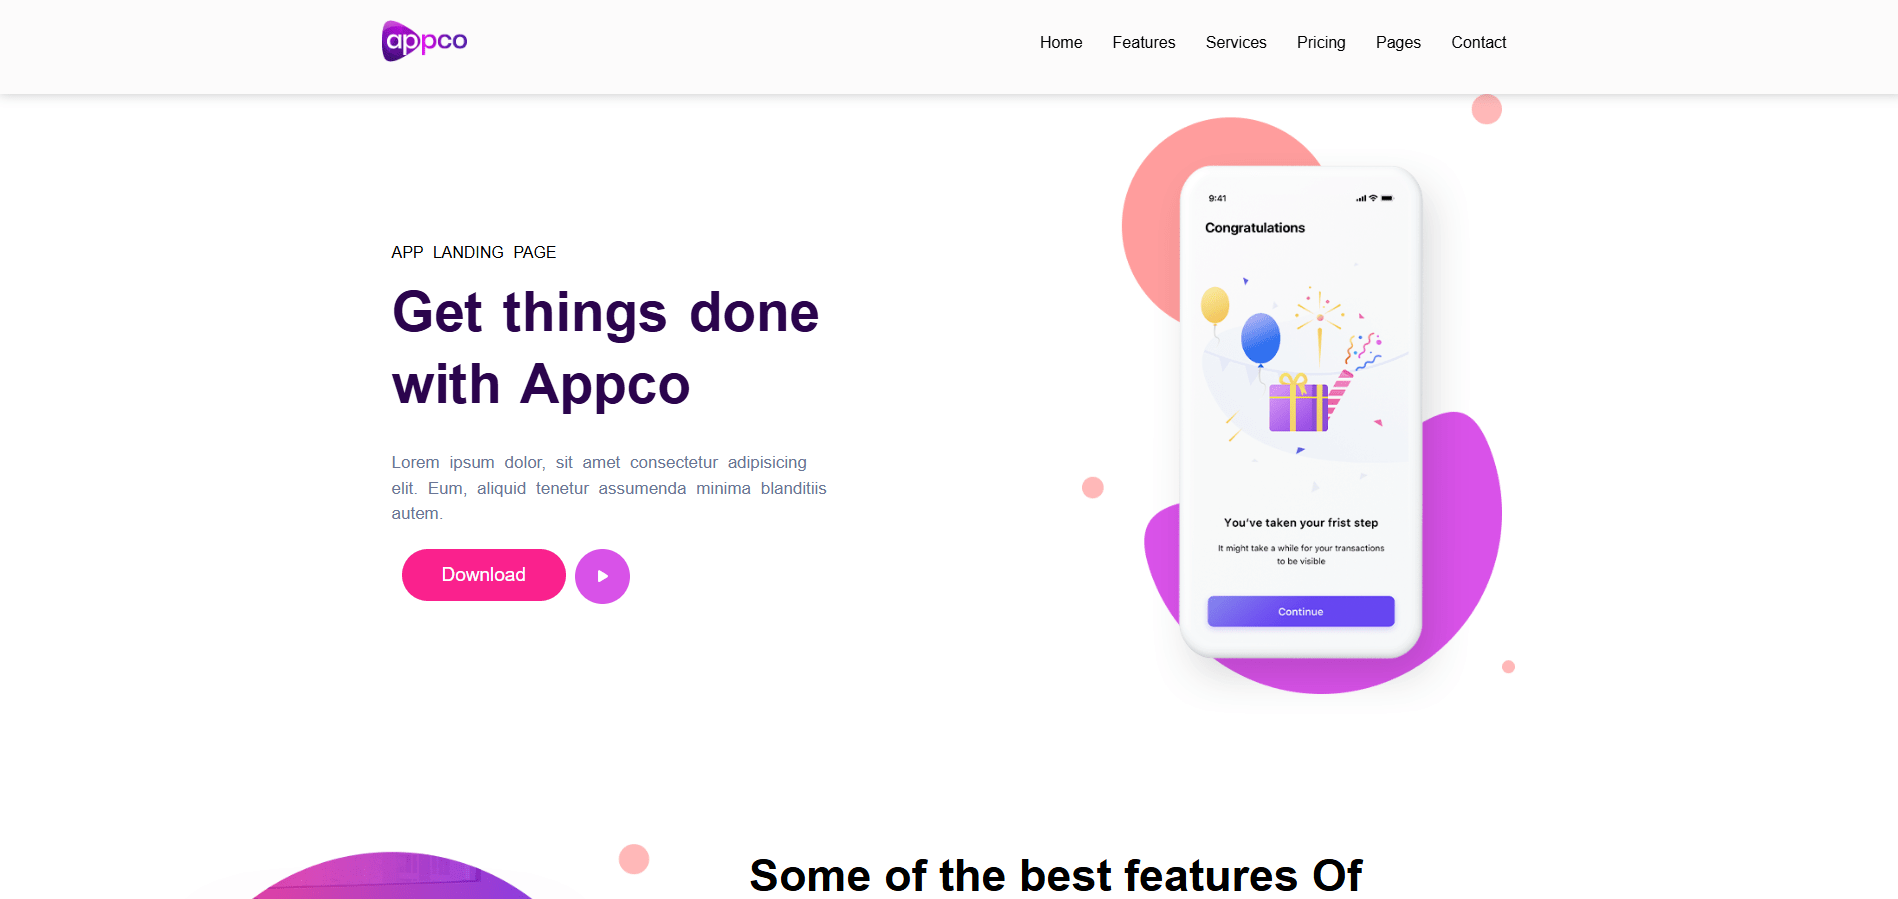 appco
Home Features Services Pricing Pages Contact
APP LANDING PAGE
Get things done
with Appco
Lorem ipsum dolor, sit amet consectetur adipisicing
elit. Eum, aliquid tenetur assumenda minima blanditiis
autem.
Download
9:41
Congratulations
You've taken your frist step
It might take a while for your transactions
to be visible
Continue
Some of the best features Of